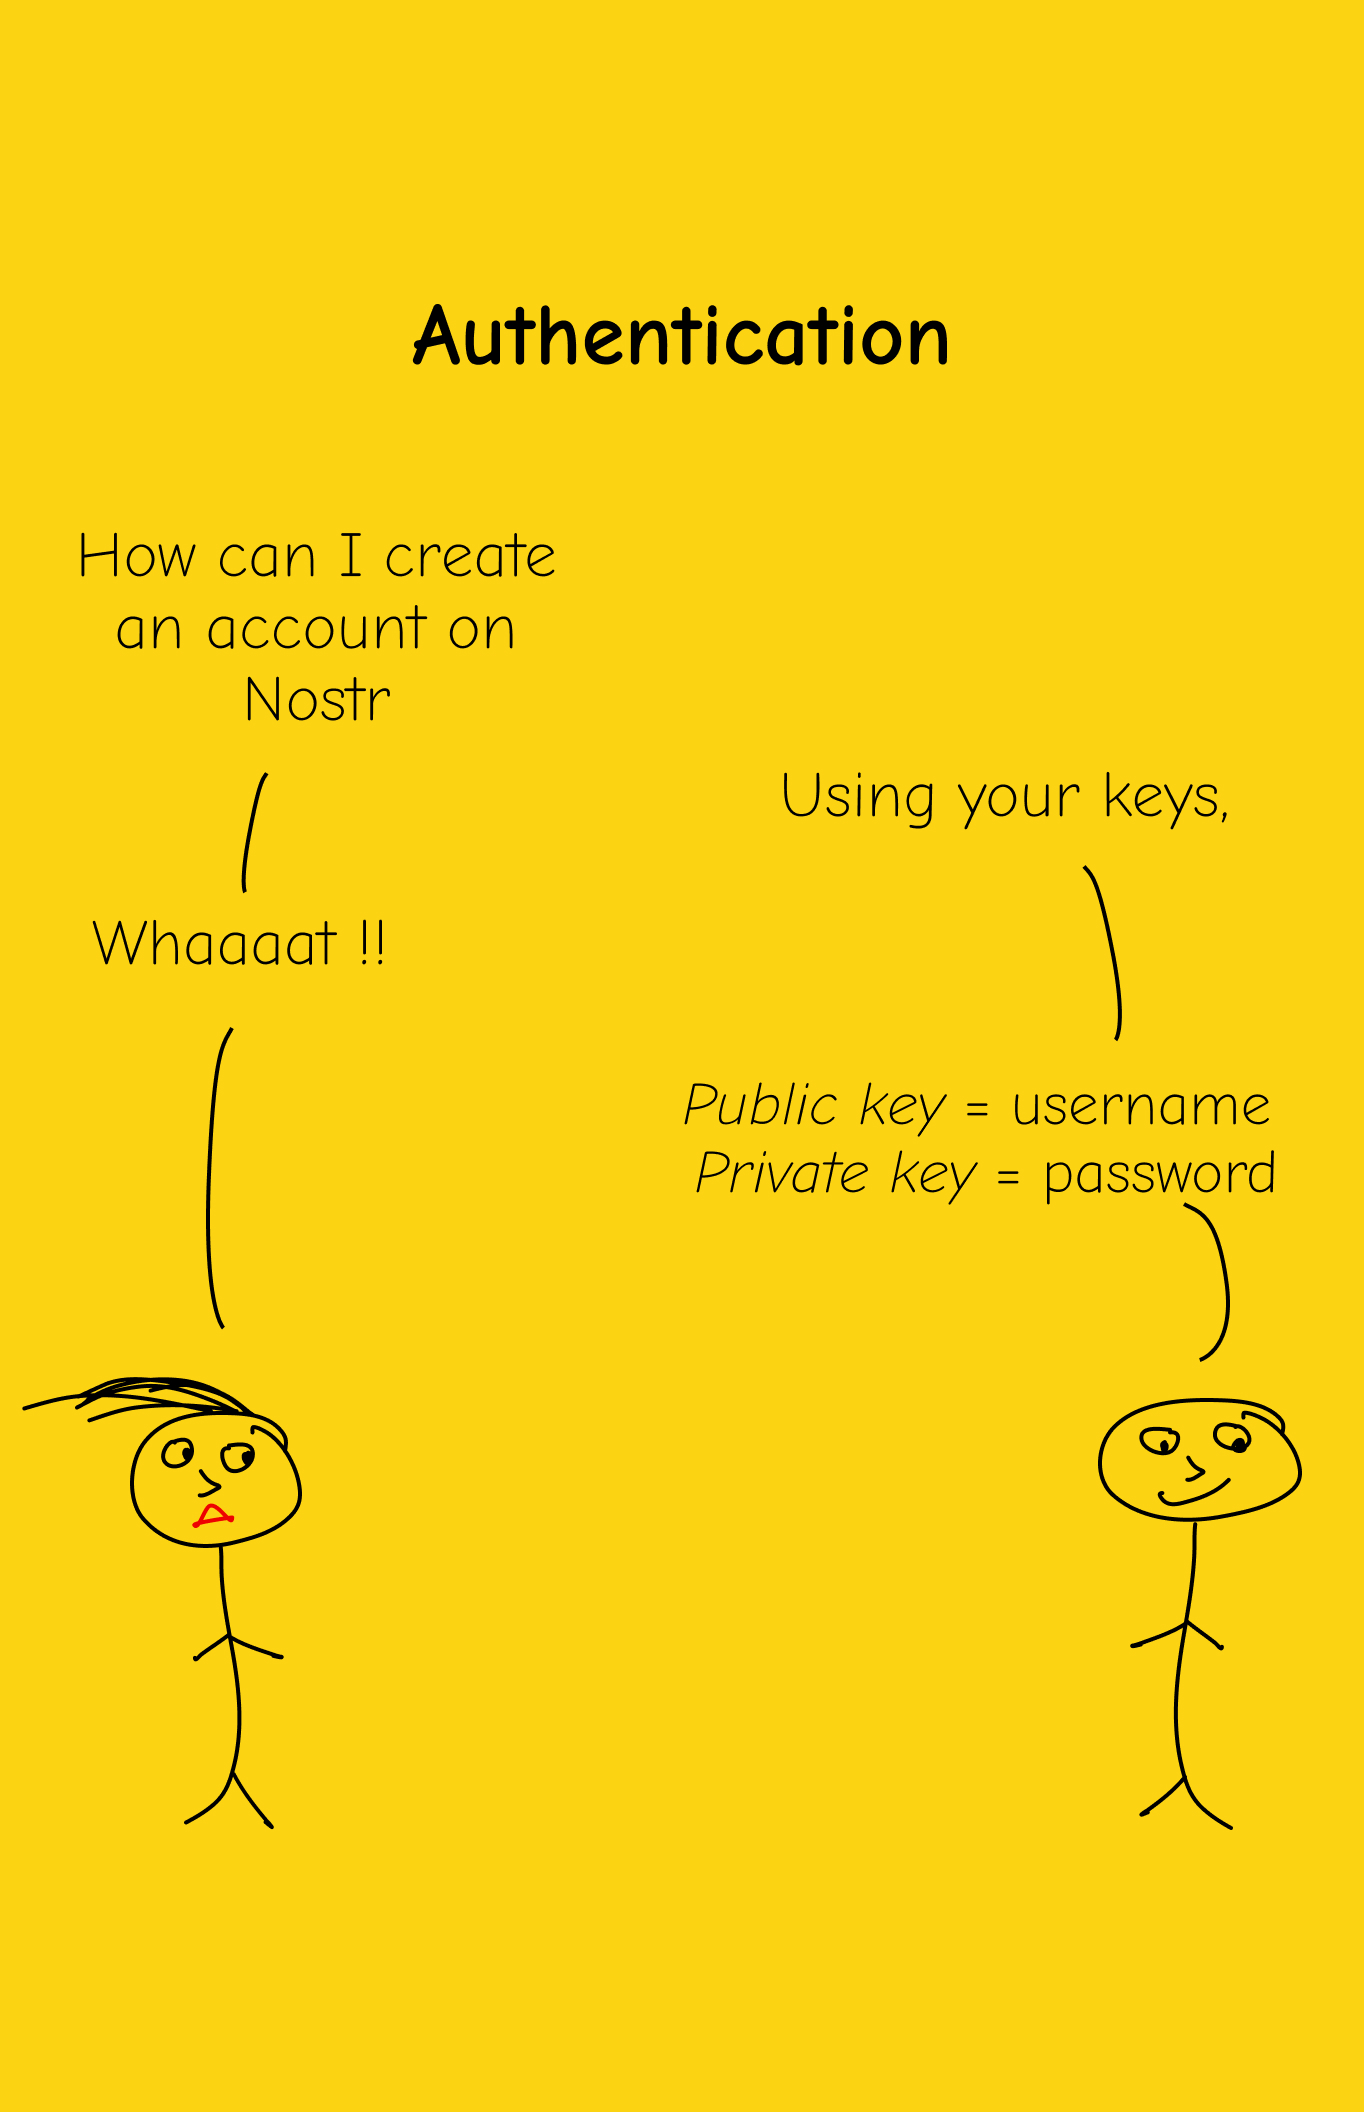 Authentication
How can I create
an account on
Nostr
Using your keys,
Whaaaat !!
Public key = username
Private key = password